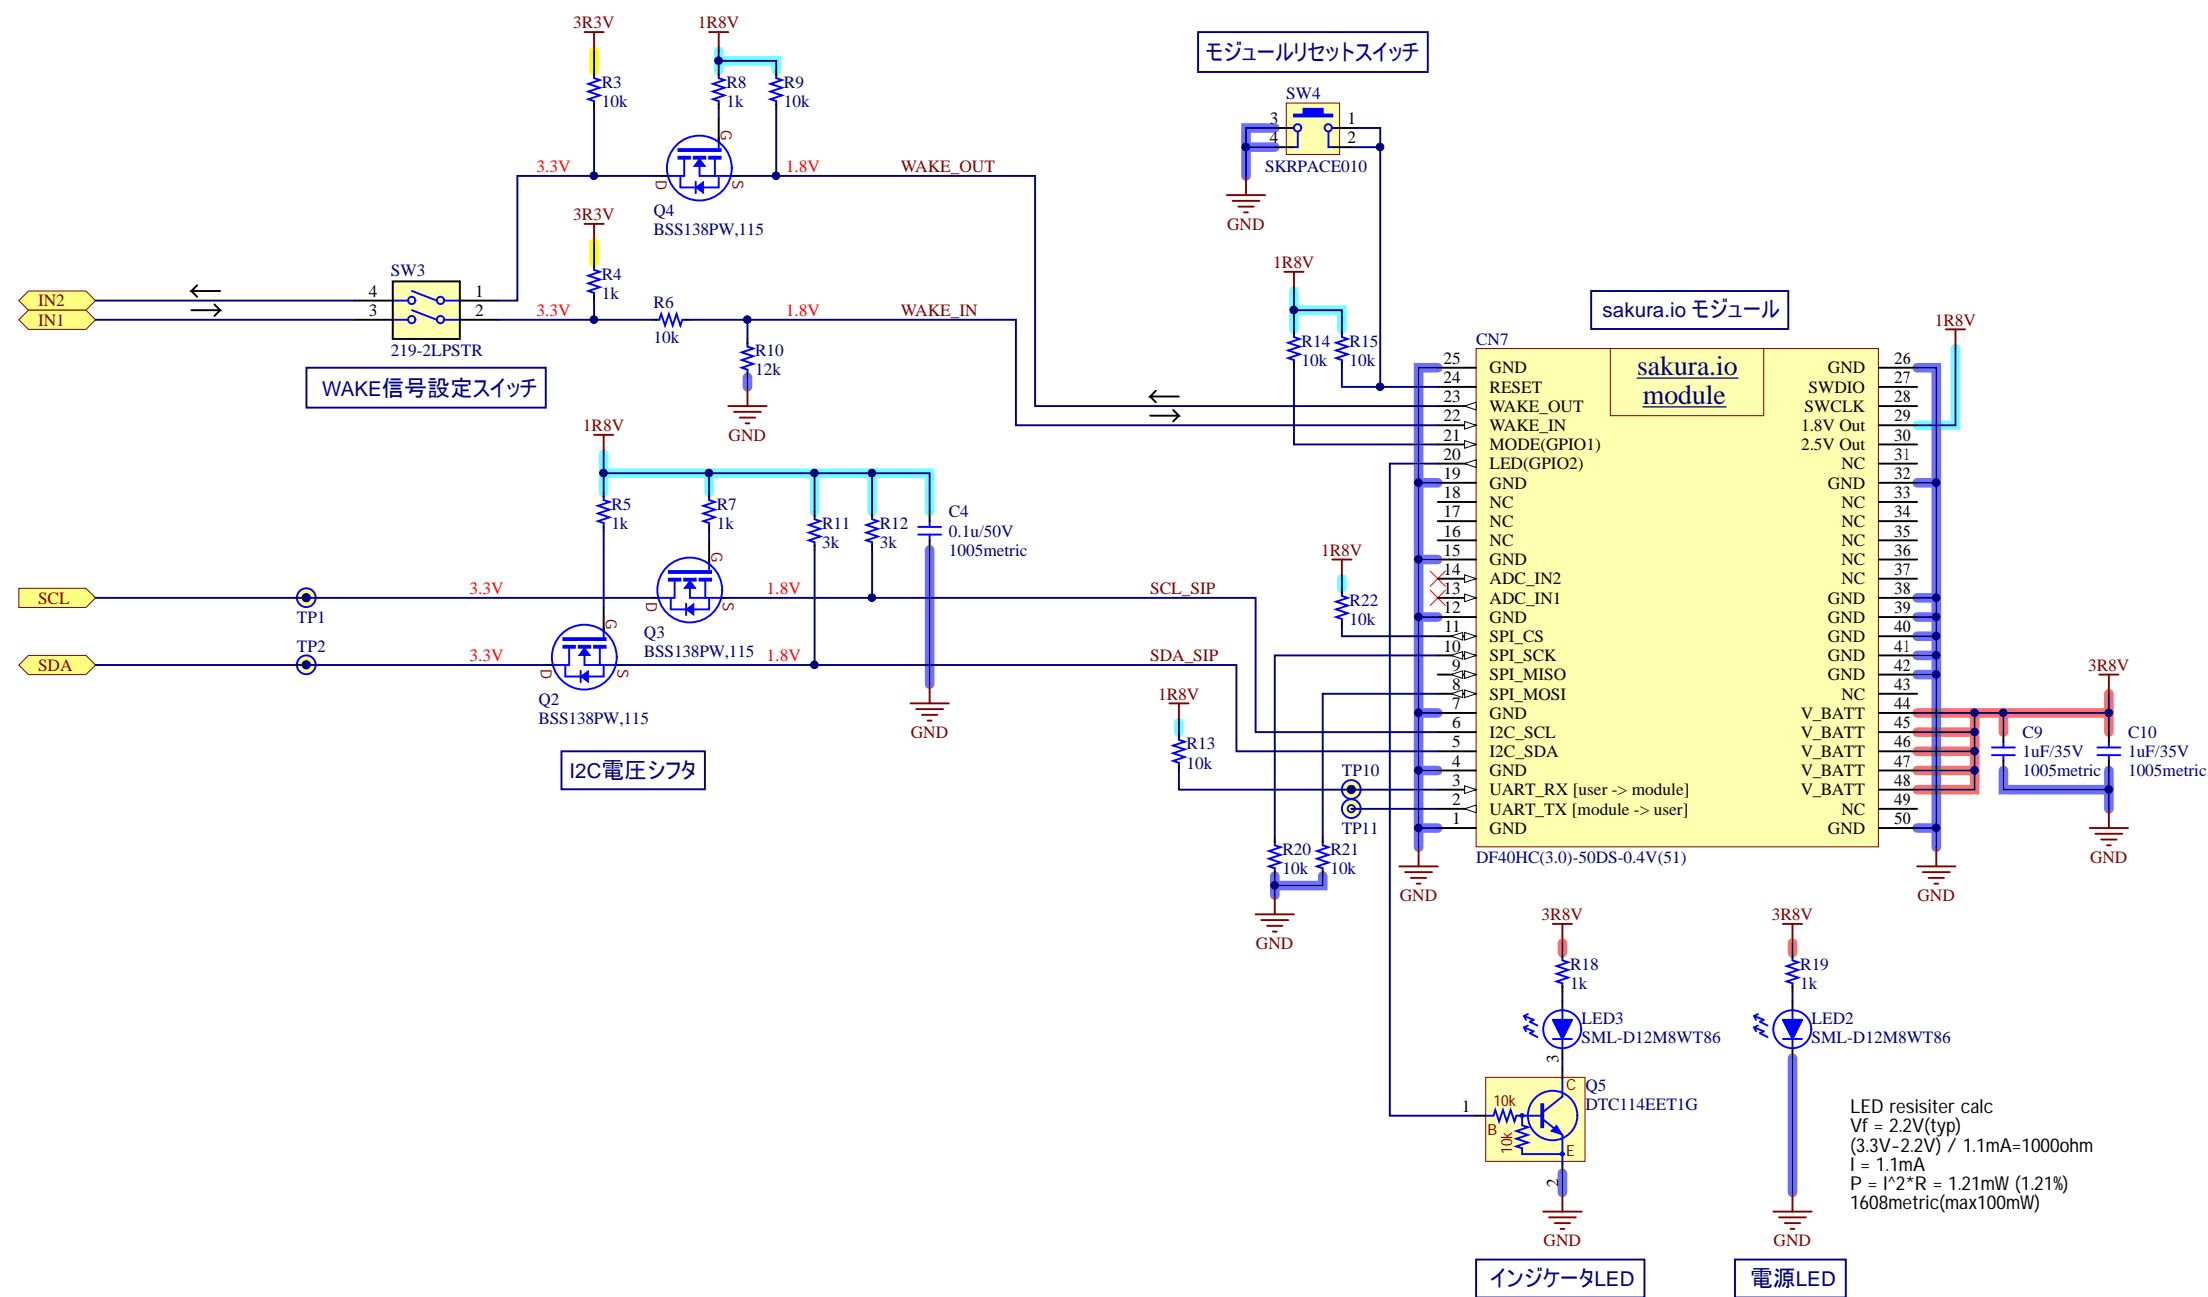 3R3V
1R8V
R3
10k
R8
1k
R9
10k
G
D
S
3.3V
1.8V
WAKE_OUT
Q4
BSS138PW,115
3R3V
R4
1k
SW3
IN2
IN1
4
3
1
2
219-2LPSTR
3.3V
R6
10k
1.8V
WAKE_IN
R10
12k
GND
WAKE信号設定スイッチ
モジュールリセットスイッチ
SW4
3
4
1
2
SKRPACE010
GND
1R8V
R14
10k
R15
10k
sakura.io モジュール
1R8V
1R8V
R5
1k
R7
1k
R11
3k
R12
3k
C4
0.1u/50V
1005metric
GND
SCL
TP1
3.3V
G
D
S
1.8V
SCL_SIP
Q3
BSS138PW,115
SDA
TP2
3.3V
G
D
S
1.8V
SDA_SIP
Q2
BSS138PW,115
I2C電圧シフタ
1R8V
R22
10k
1R8V
R13
10k
TP10
TP11
R20
10k
R21
10k
GND
GND
CN7
sakura.io
module
25 GND
24 RESET
23 WAKE_OUT
22 WAKE_IN
21 MODE(GPIO1)
20 LED(GPIO2)
19 GND
18 NC
17 NC
16 NC
15 GND
14 ADC_IN2
13 ADC_IN1
12 GND
11 SPI_CS
10 SPI_SCK
9 SPI_MISO
8 SPI_MOSI
7 GND
6 I2C_SCL
5 I2C_SDA
4 GND
3 UART_RX [user -> module]
2 UART_TX [module -> user]
1 GND
GND 26
SWDIO 27
SWCLK 28
1.8V Out 29
2.5V Out 30
NC 31
GND 32
NC 33
NC 34
NC 35
NC 36
NC 37
GND 38
GND 39
GND 40
GND 41
GND 42
NC 43
V_BATT 44
V_BATT 45
V_BATT 46
V_BATT 47
V_BATT 48
NC 49
GND 50
DF40HC(3.0)-50DS-0.4V(51)
GND
3R8V
C9
1uF/35V
1005metric
C10
1uF/35V
1005metric
GND
3R8V
R18
1k
LED3
SML-D12M8WT86
3
C
Q5
DTC114EET1G
1
10k
B
10k
E
2
GND
インジケータLED
3R8V
R19
1k
LED2
SML-D12M8WT86
GND
電源LED
LED resisiter calc
Vf = 2.2V(typ)
(3.3V-2.2V) / 1.1mA=1000ohm
I = 1.1mA
P = I^2*R = 1.21mW (1.21%)
1608metric(max100mW)